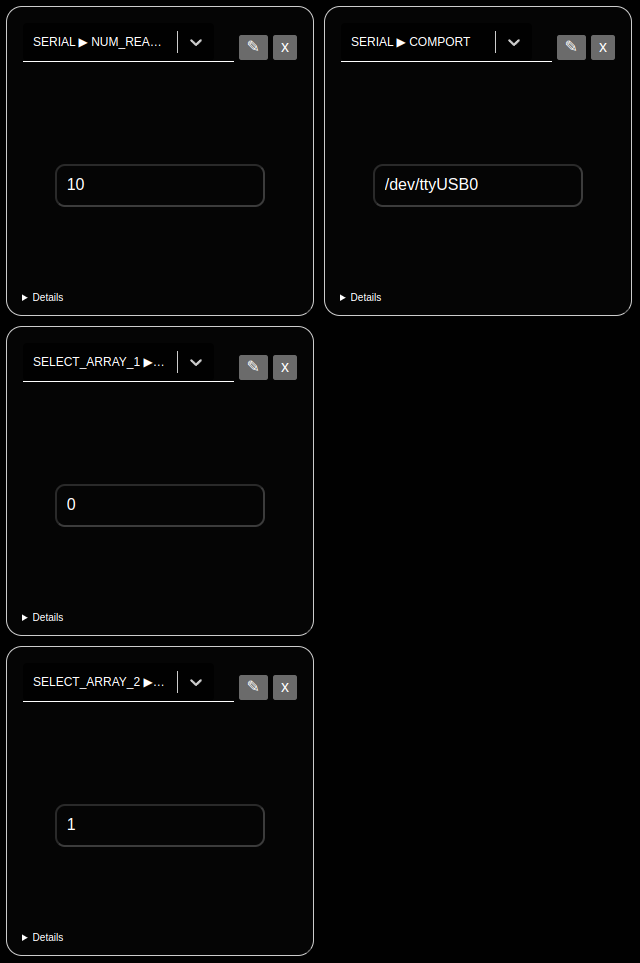 SERIAL ▶ NUM_REA…
✎ x
10
▶ Details
SERIAL ▶ COMPORT
✎ x
/dev/ttyUSB0
▶ Details
SELECT_ARRAY_1 ▶…
✎ x
0
▶ Details
SELECT_ARRAY_2 ▶…
✎ x
1
▶ Details